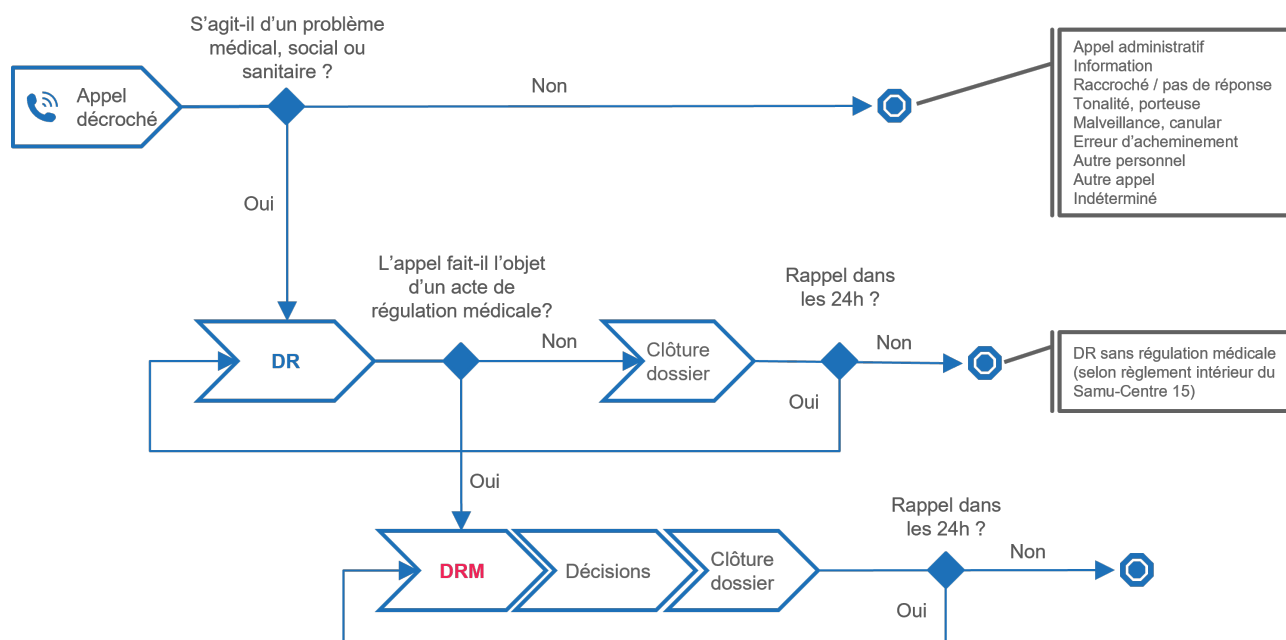 S’agit-il d’un problème
médical, social ou
sanitaire ?
Appel
décroché
Non
Appel administratif
Information
Raccroché / pas de réponse
Tonalité, porteuse
Malveillance, canular
Erreur d’acheminement
Autre personnel
Autre appel
Indéterminé
Oui
L’appel fait-il l’objet
d’un acte de
régulation médicale?
Rappel dans
les 24h ?
DR
Non
Clôture
dossier
Non
Oui
DR sans régulation médicale
(selon règlement intérieur du
Samu-Centre 15)
Oui
Rappel dans
les 24h ?
DRM
Décisions
Clôture
dossier
Non
Oui